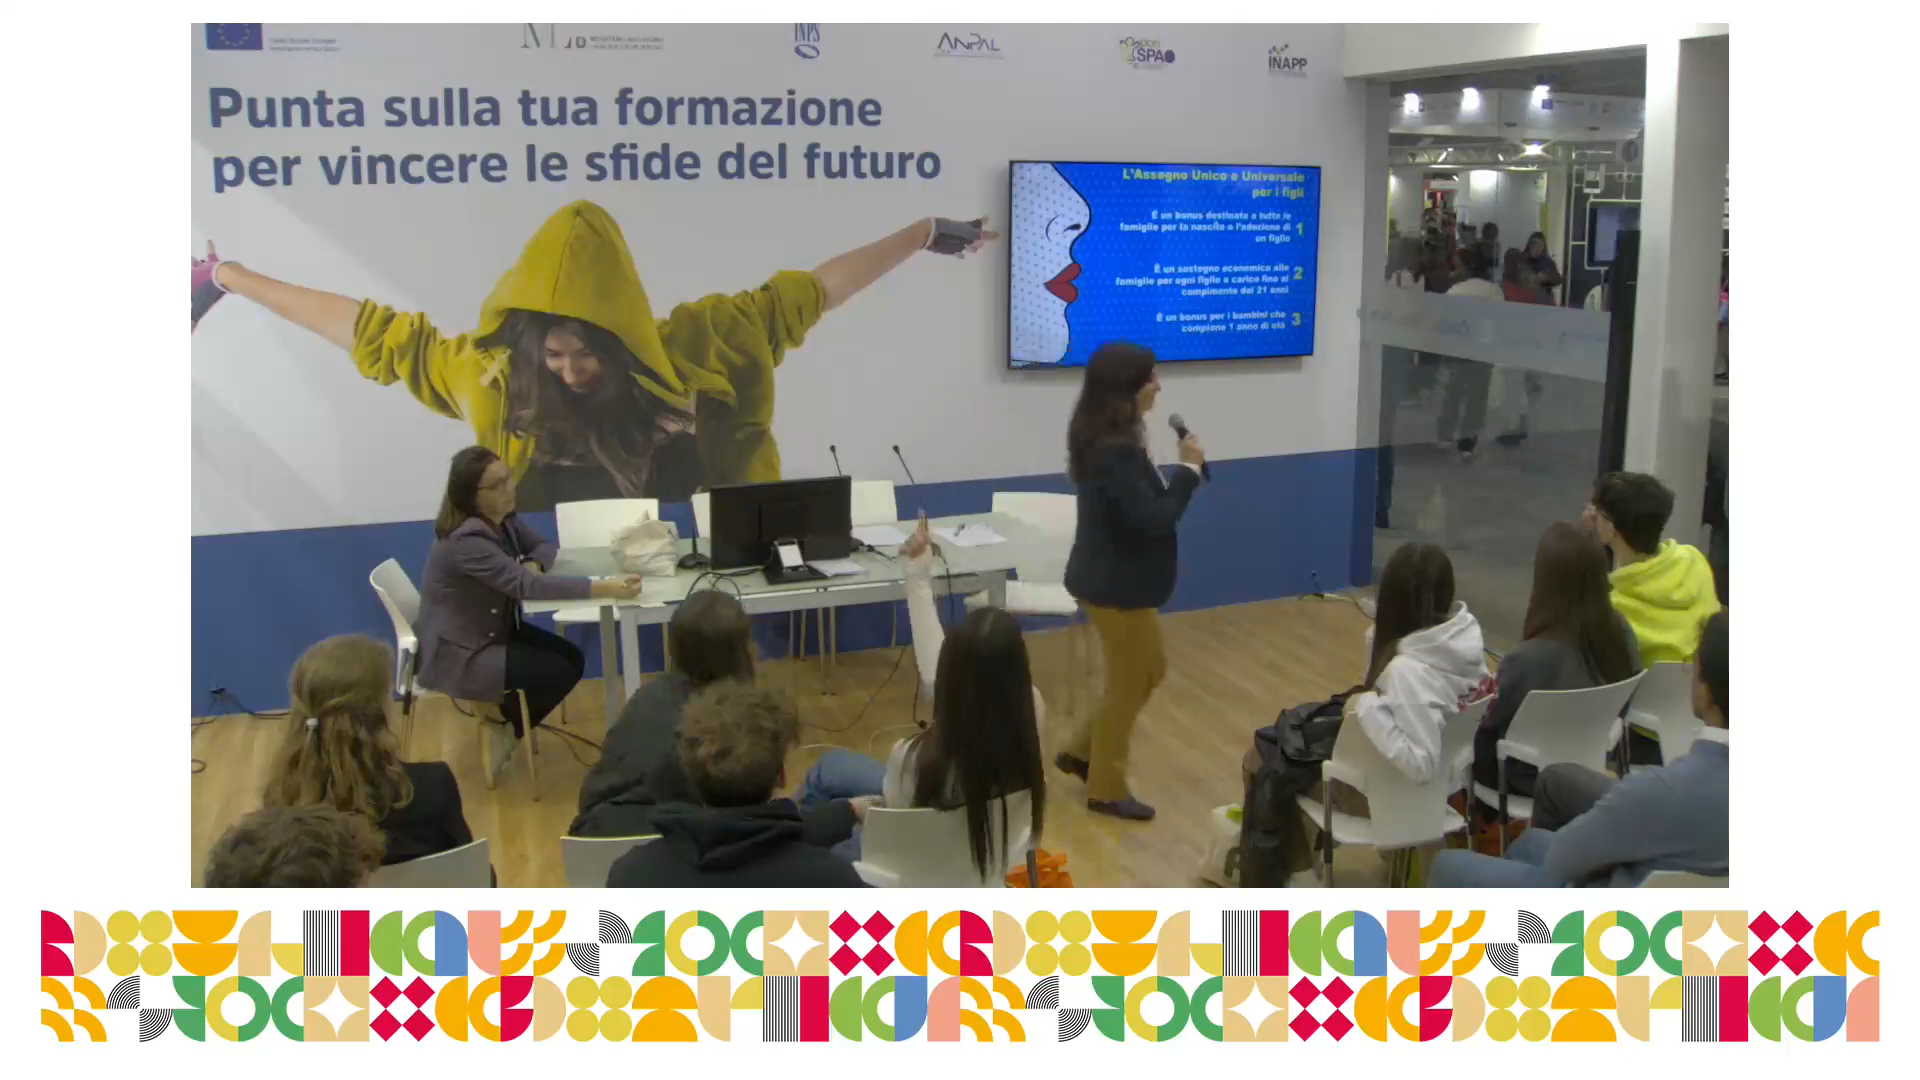 INPS
ANPAL
SPAO
INAPP
Punta sulla tua formazione
per vincere le sfide del futuro
L'Assegno Unico e Universale
per i figli
È un bonus destinato a tutte le
famiglie per la nascita o l'adozione di
un figlio
1
È un sostegno economico alle
famiglie per ogni figlio a carico fino al
compimento dei 21 anni
2
È un bonus per i bambini che
compiono 1 anno di età
3